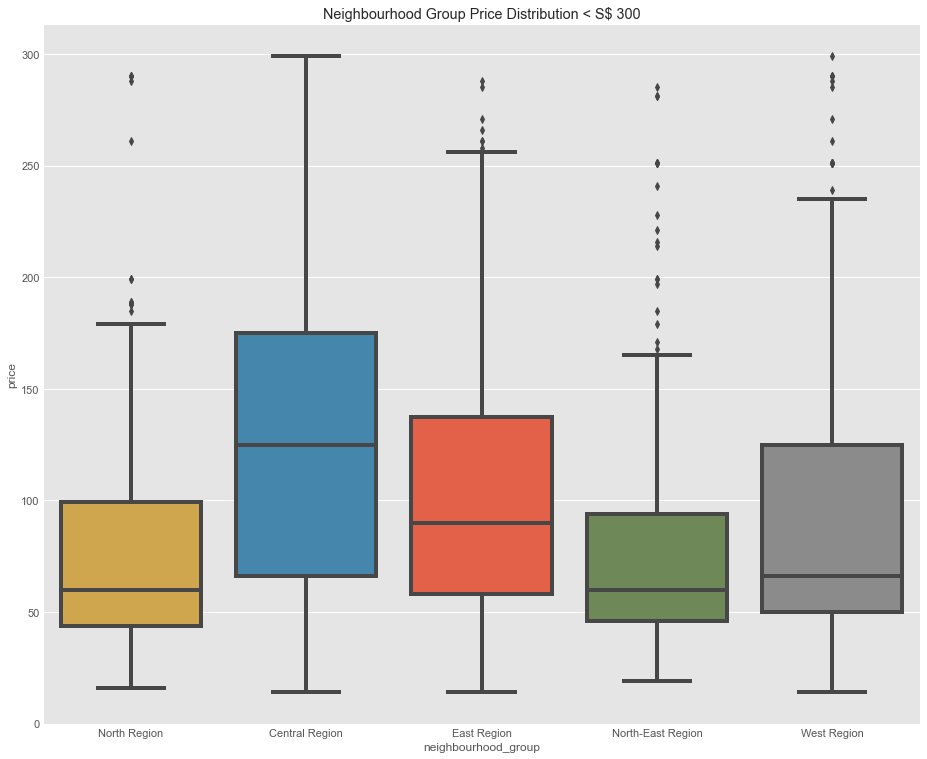 Neighbourhood Group Price Distribution < S$ 300
300
250
200
150
100
50
0
price
North Region
Central Region
East Region
North-East Region
West Region
neighbourhood_group